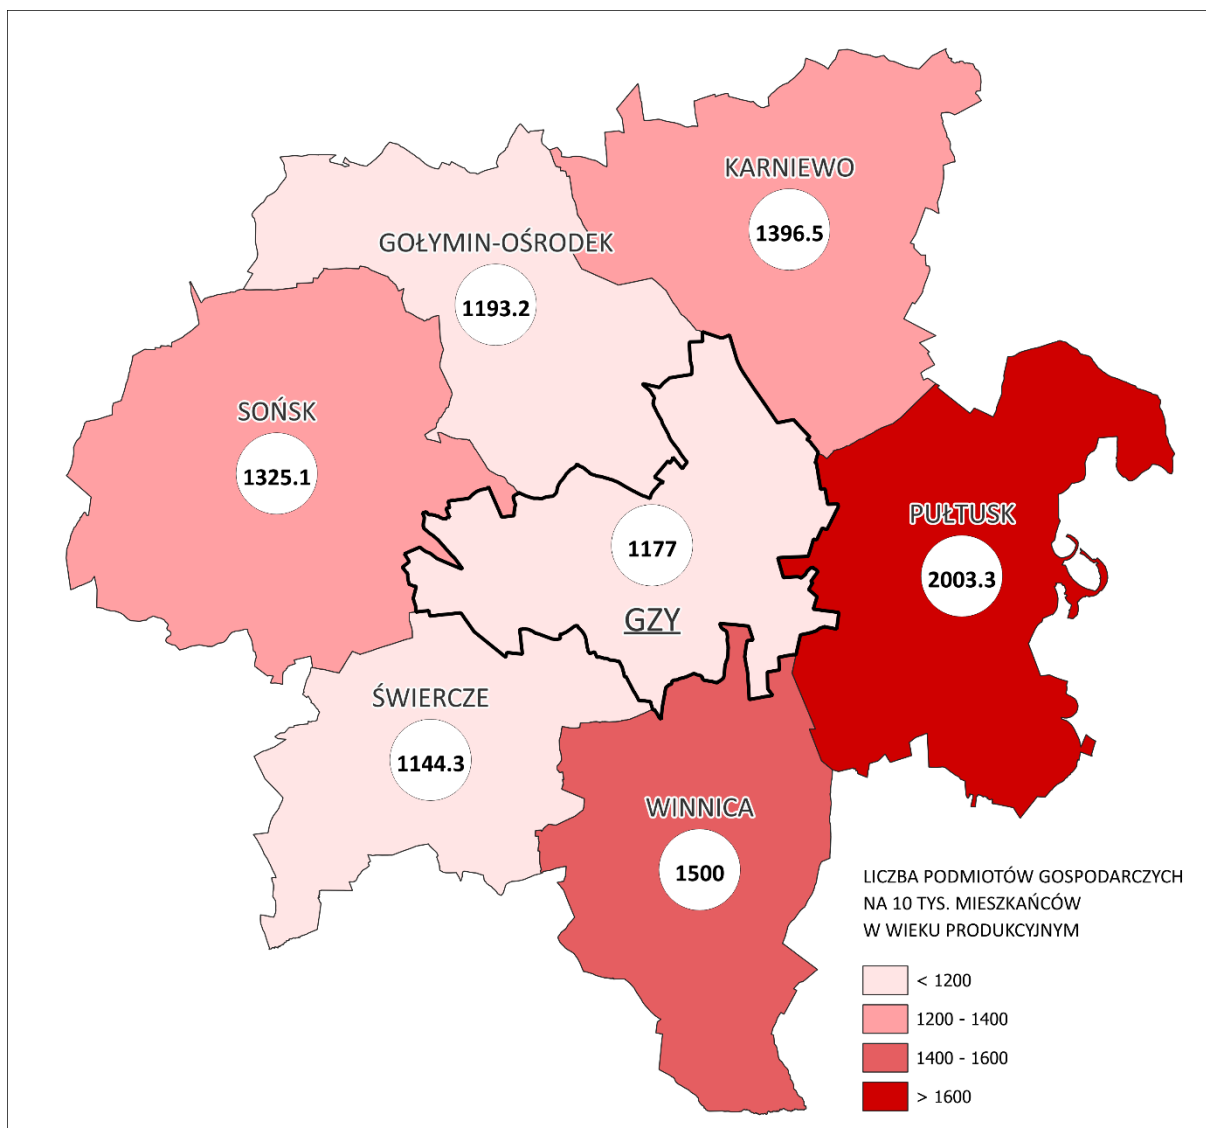 KARNIEWO
1396.5
GOŁYMIN-OŚRODEK
1193.2
SOŃSK
1325.1
PUŁTUSK
2003.3
1177
GZY
ŚWIERCZE
1144.3
WINNICA
1500
LICZBA PODMIOTÓW GOSPODARCZYCH
NA 10 TYS. MIESZKAŃCÓW
W WIEKU PRODUKCYJNYM
< 1200
1200 - 1400
1400 - 1600
> 1600